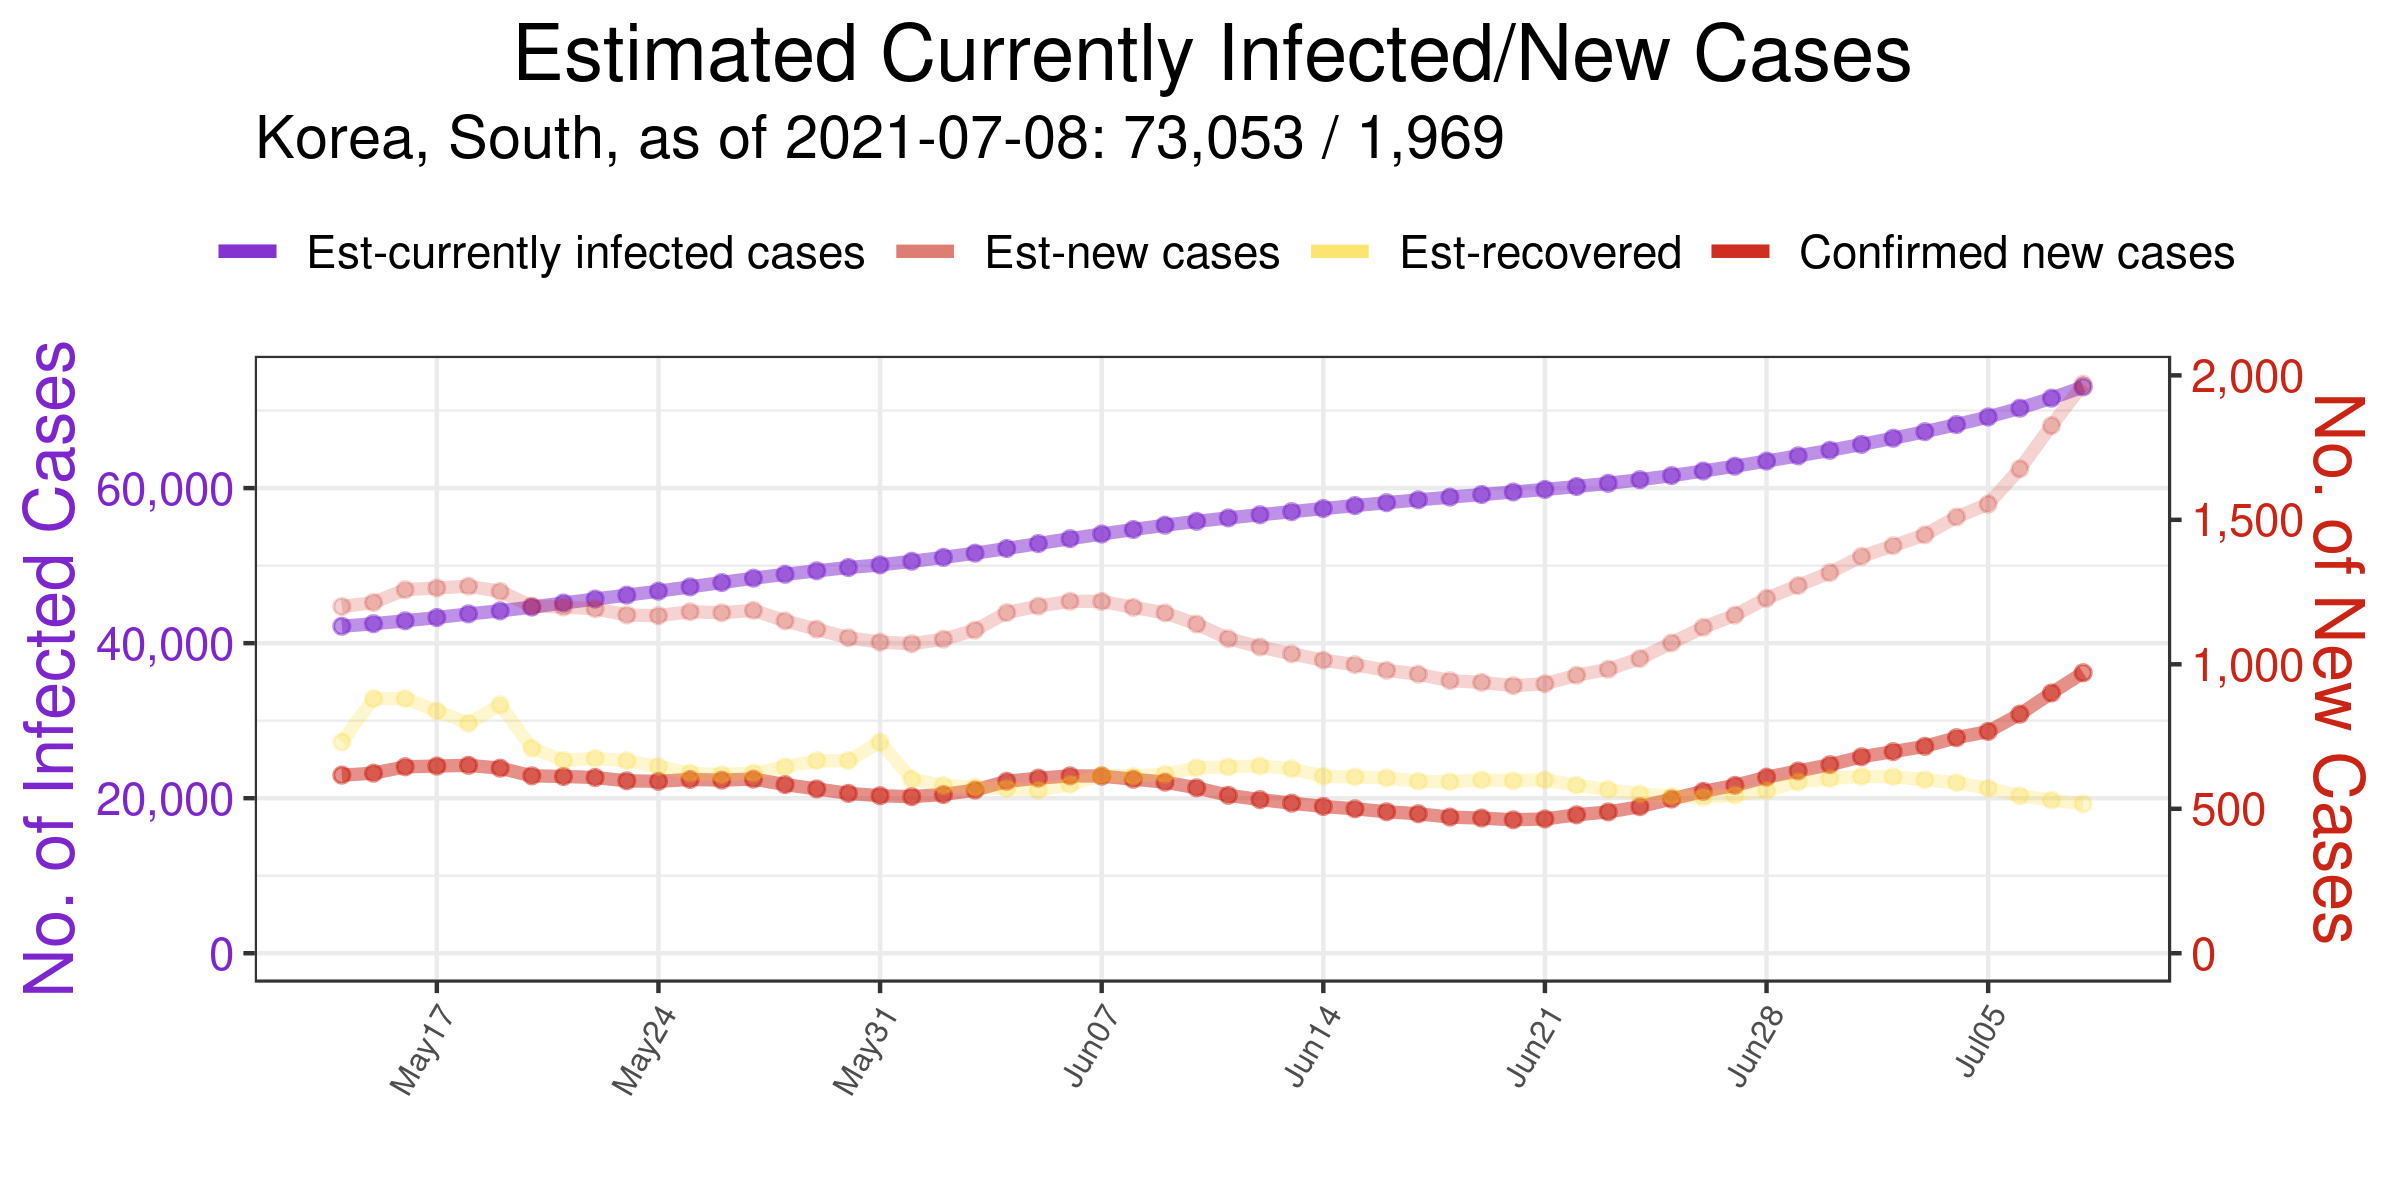 Estimated Currently Infected/New Cases
Korea, South, as of 2021-07-08: 73,053 / 1,969
Est-currently infected cases Est-new cases Est-recovered Confirmed new cases
No. of Infected Cases
60,000
40,000
20,000
0
2,000
1,500
1,000
500
0
No. of New Cases
May17 May24 May31 Jun07 Jun14 Jun21 Jun28 Jul05